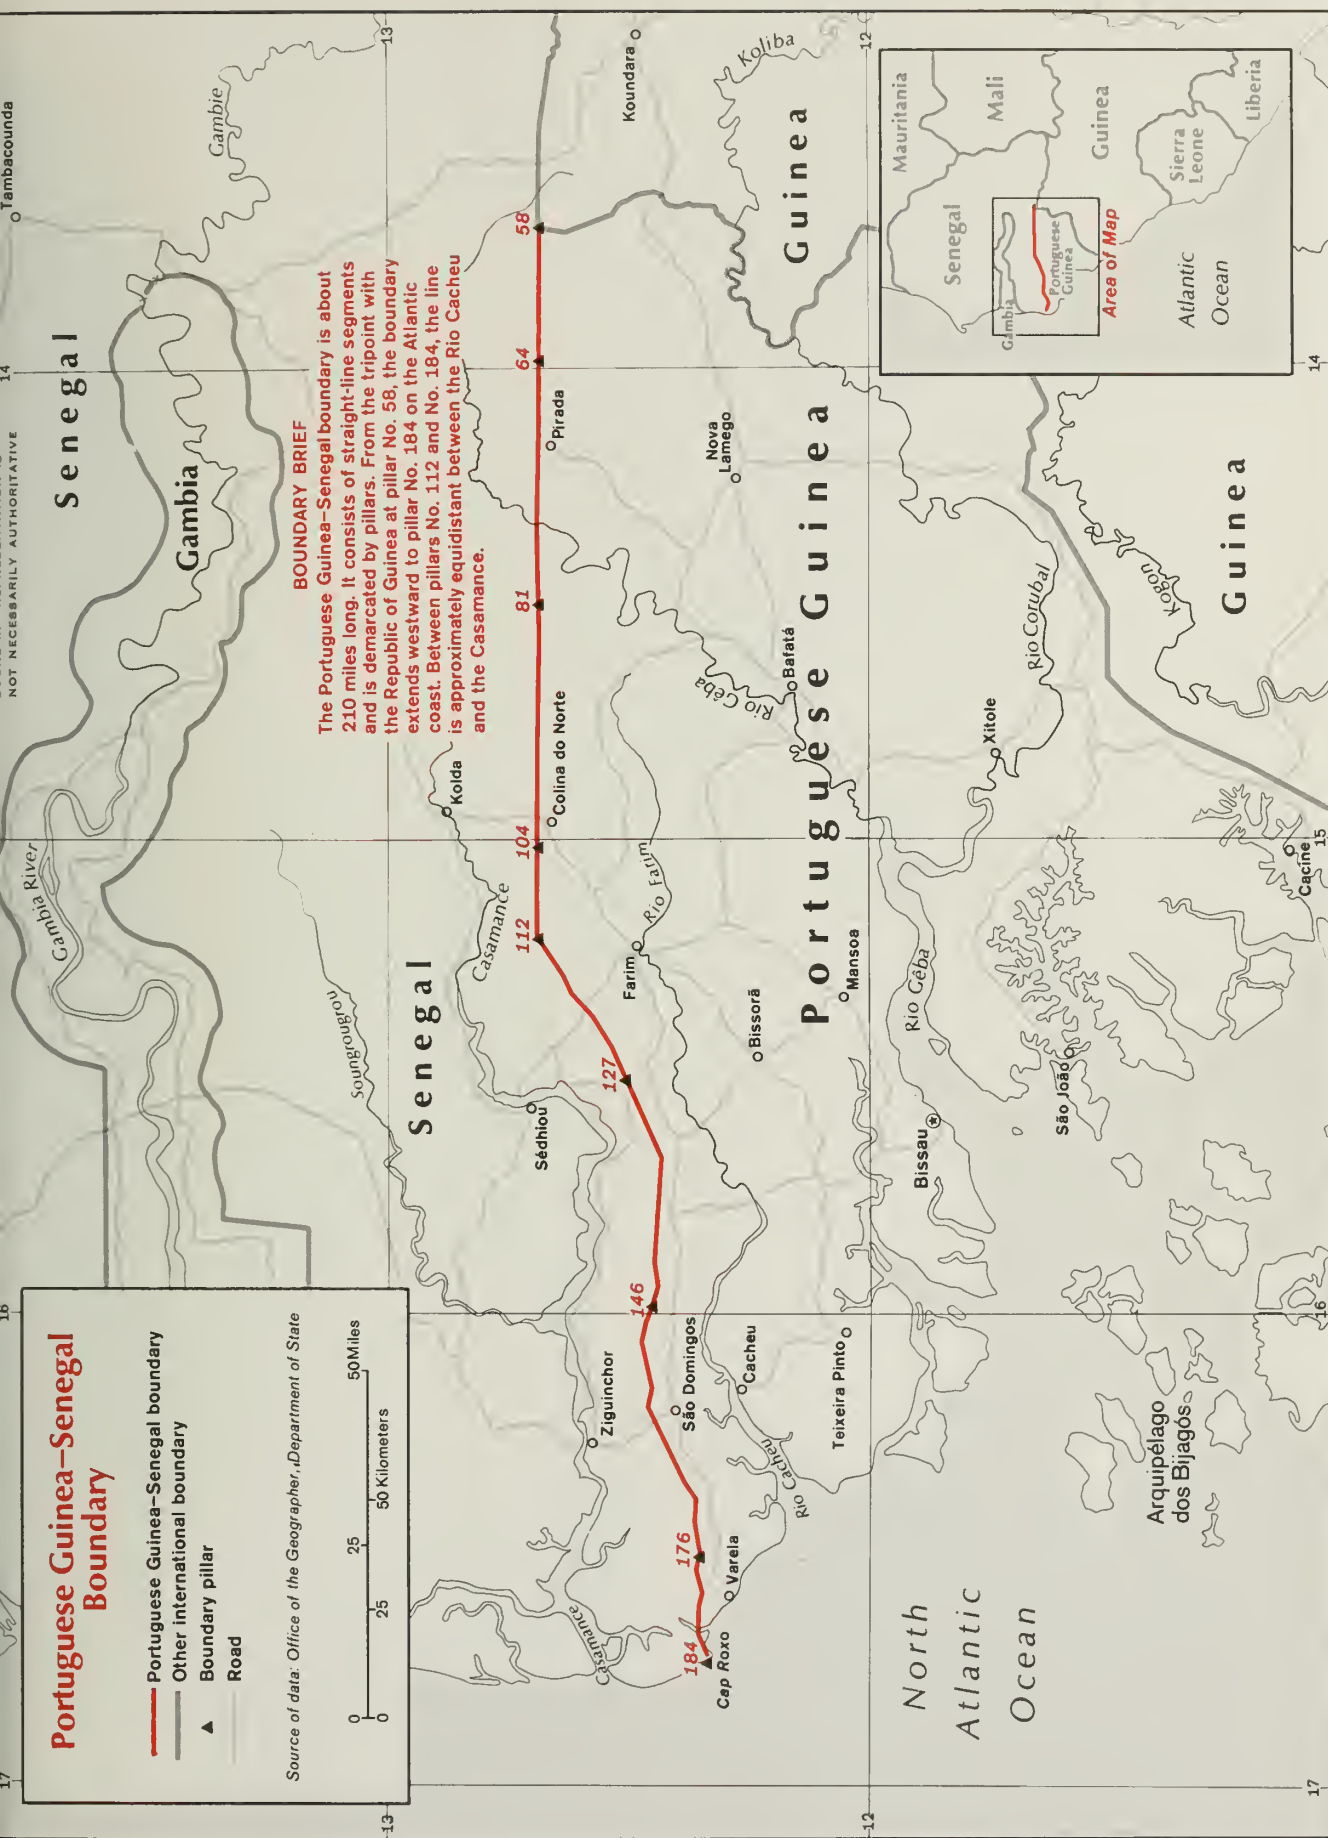 NOT NECESSARILY AUTHORITATIVE
Portuguese Guinea–Senegal
Boundary
Portuguese Guinea–Senegal boundary
Other international boundary
Boundary pillar
Road
Source of data: Office of the Geographer, Department of State
0 25 50 Miles
0 25 50 Kilometers
BOUNDARY BRIEF
The Portuguese Guinea–Senegal boundary is about
210 miles long. It consists of straight-line segments
and is demarcated by pillars. From the tripoint with
the Republic of Guinea at pillar No. 58, the boundary
extends westward to pillar No. 184 on the Atlantic
coast. Between pillars No. 112 and No. 184, the line
is approximately equidistant between the Rio Cacheu
and the Casamance.
17
16
14
Senegal
Gambia
Tambacounda
Gambia River
Gambie
Soungrougrou
13
13
Senegal
Kolda
Casamance
Sédhiou
Ziguinchor
Casamance
184
176
146
127
112
104
81
64
58
Cap Roxo
Varela
São Domingos
Cacheu
Rio Cacheu
Farim
Rio Farim
Colina do Norte
Pirada
Koundara
Koliba
Bissorã
Nova
Lamego
Rio Gêba
Bafatá
Teixeira Pinto
Mansoa
Portuguese Guinea
Guinea
12
12
Bissau
Rio Gêba
Xitole
Rio Corubal
São João
Kogon
Guinea
Cacine
Arquipélago
dos Bijagós
North
Atlantic
Ocean
17
16
15
14
Mauritania
Senegal
Mali
Gambia
Portuguese
Guinea
Guinea
Sierra
Leone
Liberia
Area of Map
Atlantic
Ocean